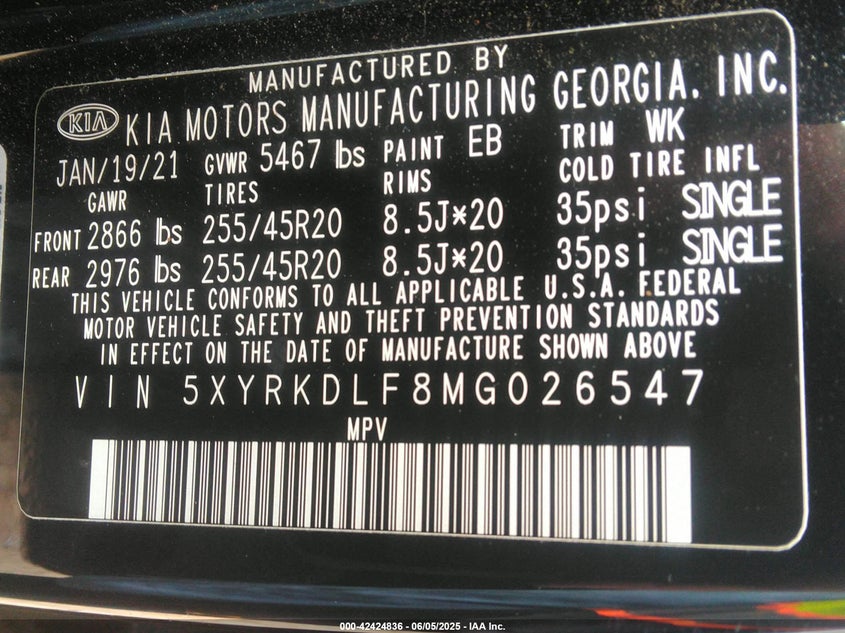 MANUFACTURED BY
KIA KIA MOTORS MANUFACTURING GEORGIA, INC.
JAN/19/21 GVWR 5467 lbs PAINT EB TRIM WK
GAWR TIRES RIMS COLD TIRE INFL
FRONT 2866 lbs 255/45R20 8.5J*20 35psi SINGLE
REAR 2976 lbs 255/45R20 8.5J*20 35psi SINGLE
THIS VEHICLE CONFORMS TO ALL APPLICABLE U.S.A. FEDERAL
MOTOR VEHICLE SAFETY AND THEFT PREVENTION STANDARDS
IN EFFECT ON THE DATE OF MANUFACTURE SHOWN ABOVE
VIN 5XYRKDLF8MG026547
MPV
000-42424836 - 06/05/2025 - IAA Inc.